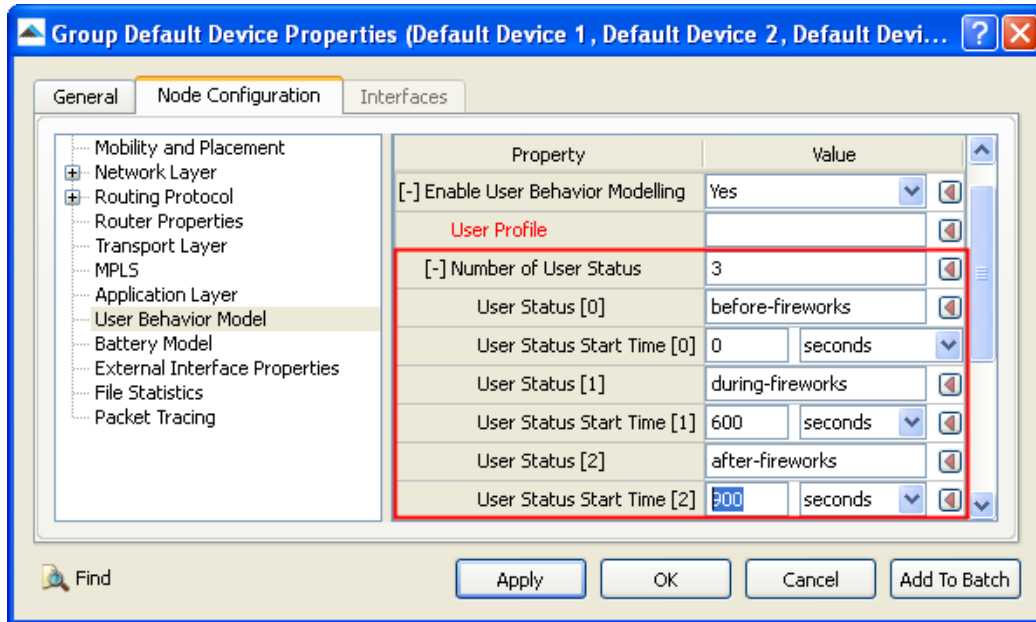 Group Default Device Properties (Default Device 1, Default Device 2, Default Devi...
General Node Configuration Interfaces
Mobility and Placement
Network Layer
Routing Protocol
Router Properties
Transport Layer
MPLS
Application Layer
User Behavior Model
Battery Model
External Interface Properties
File Statistics
Packet Tracing
Property Value
[-] Enable User Behavior Modelling Yes
User Profile
[-] Number of User Status 3
User Status [0] before-fireworks
User Status Start Time [0] 0 seconds
User Status [1] during-fireworks
User Status Start Time [1] 600 seconds
User Status [2] after-fireworks
User Status Start Time [2] 900 seconds
Find Apply OK Cancel Add To Batch